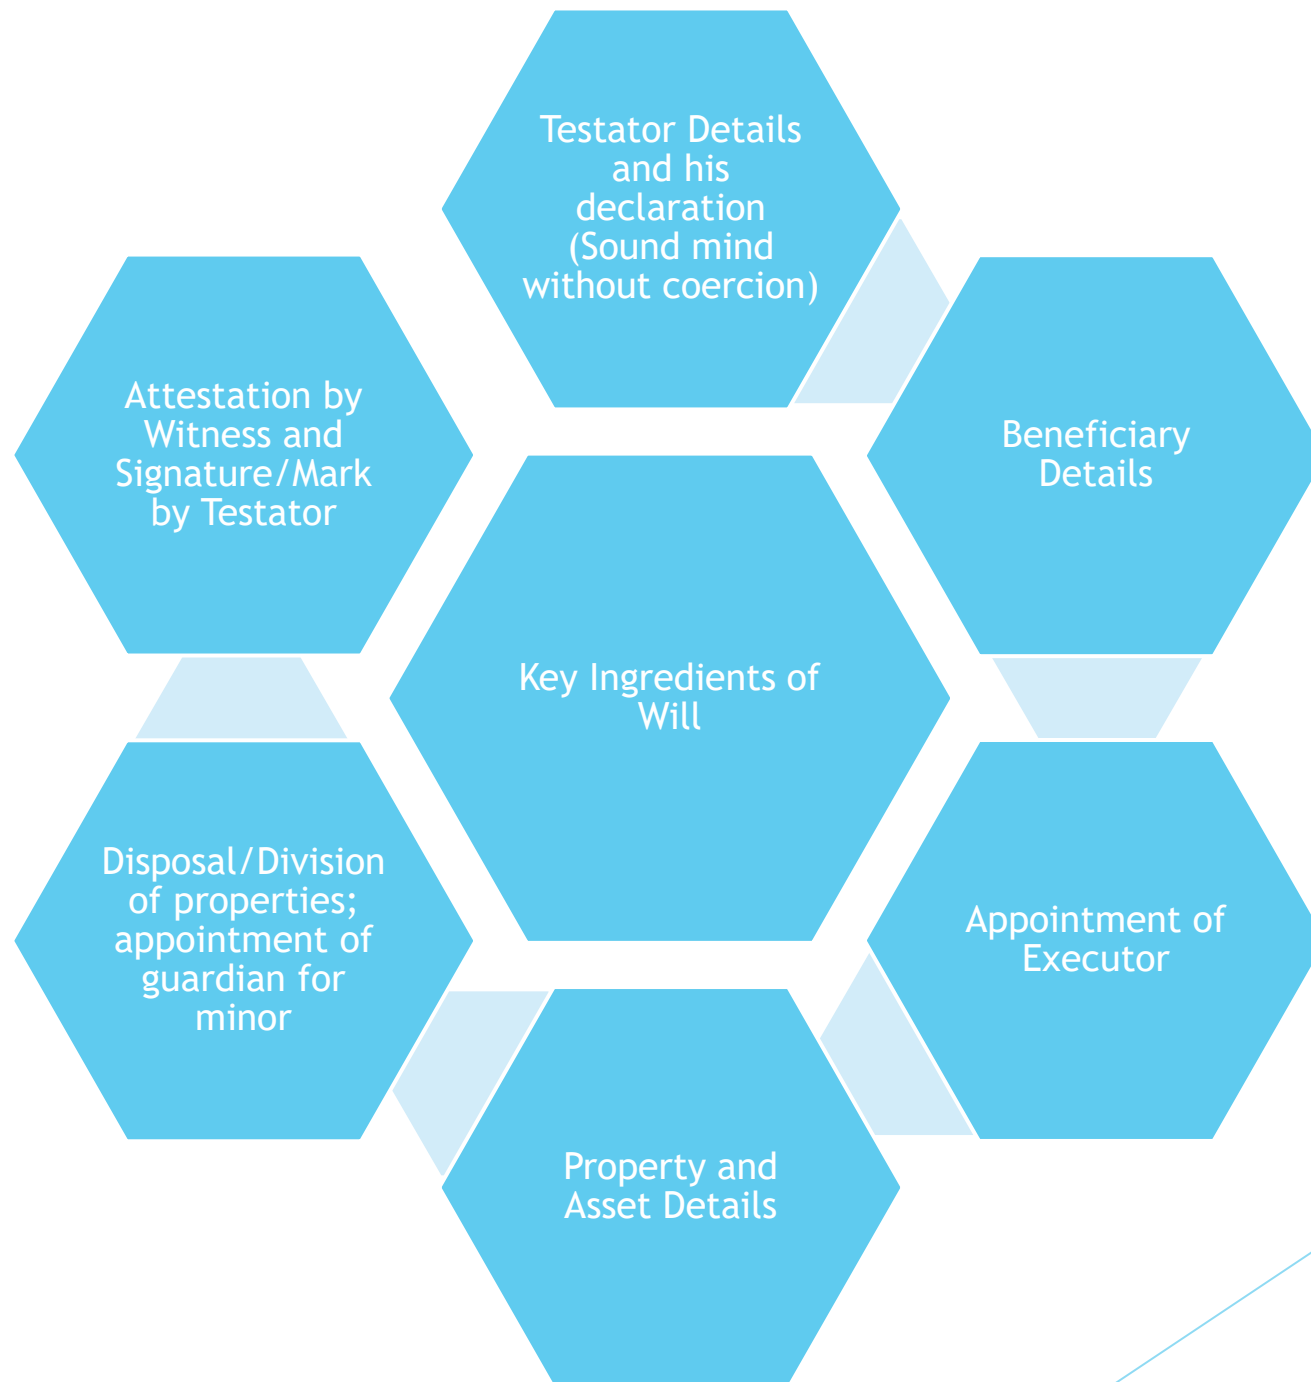 Testator Details
and his
declaration
(Sound mind
without coercion)
Beneficiary
Details
Appointment of
Executor
Property and
Asset Details
Disposal/Division
of properties;
appointment of
guardian for
minor
Attestation by
Witness and
Signature/Mark
by Testator
Key Ingredients of
Will